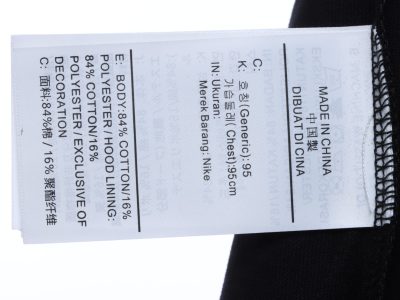 MADE IN CHINA
中国製
DIBUAT DI CINA
C:
K: 호칭(Generic): 95
가슴둘레( Chest):95cm
IN: Ukuran:
Merek Barang: Nike
E: BODY:84% COTTON/16%
POLYESTER / HOOD LINING:
84% COTTON/16%
POLYESTER / EXCLUSIVE OF
DECORATION
C: 面料:84%棉 / 16% 聚酯纤维